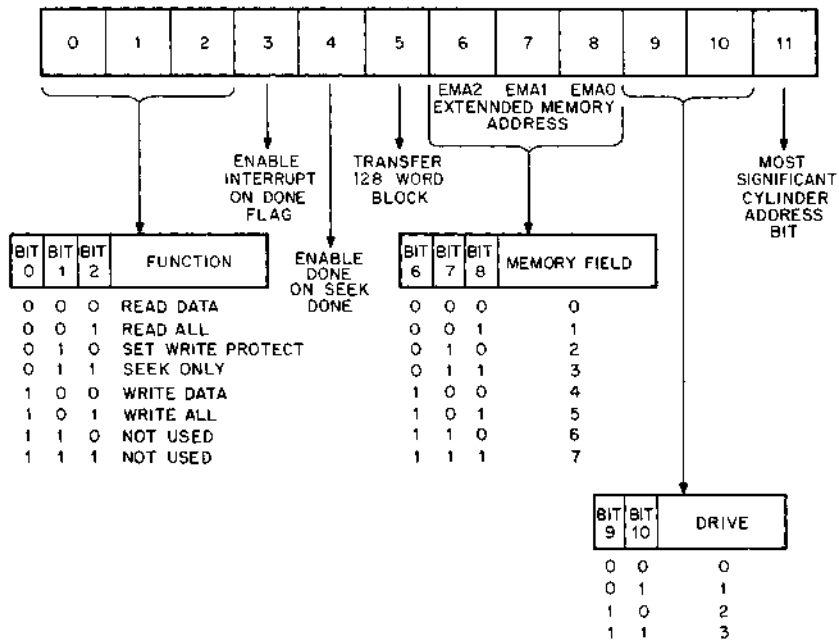 0 1 2 3 4 5 6 7 8 9 10 11
EMA2 EMA1 EMA0
EXTENNDED MEMORY
ADDRESS
ENABLE
INTERRUPT
ON DONE
FLAG
TRANSFER
128 WORD
BLOCK
MOST
SIGNIFICANT
CYLINDER
ADDRESS
BIT
ENABLE
DONE
ON SEEK
DONE
BIT 0 BIT 1 BIT 2 FUNCTION
0 0 0 READ DATA
0 0 1 READ ALL
0 1 0 SET WRITE PROTECT
0 1 1 SEEK ONLY
1 0 0 WRITE DATA
1 0 1 WRITE ALL
1 1 0 NOT USED
1 1 1 NOT USED
BIT 6 BIT 7 BIT 8 MEMORY FIELD
0 0 0 0
0 0 1 1
0 1 0 2
0 1 1 3
1 0 0 4
1 0 1 5
1 1 0 6
1 1 1 7
BIT 9 BIT 10 DRIVE
0 0 0
0 1 1
1 0 2
1 1 3